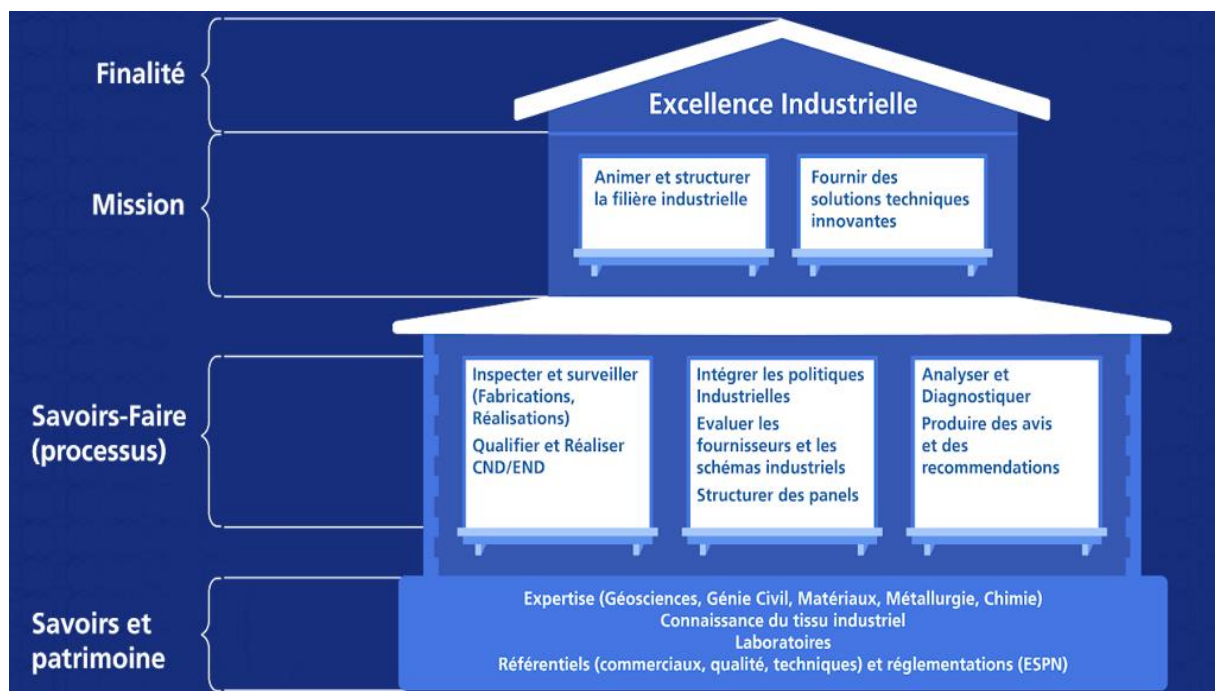 Finalité
Excellence Industrielle
Mission
Animer et structurer
la filière industrielle
Fournir des
solutions techniques
innovantes
Savoirs-Faire
(processus)
Inspecter et surveiller
(Fabrications,
Réalisations)
Qualifier et Réaliser
CND/END
Intégrer les politiques
Industrielles
Evaluer les
fournisseurs et les
schémas industriels
Structurer des panels
Analyser et
Diagnostiquer
Produire des avis
et des
recommendations
Savoirs et
patrimoine
Expertise (Géosciences, Génie Civil, Matériaux, Métallurgie, Chimie)
Connaissance du tissu industriel
Laboratoires
Référentiels (commerciaux, qualité, techniques) et réglementations (ESPN)